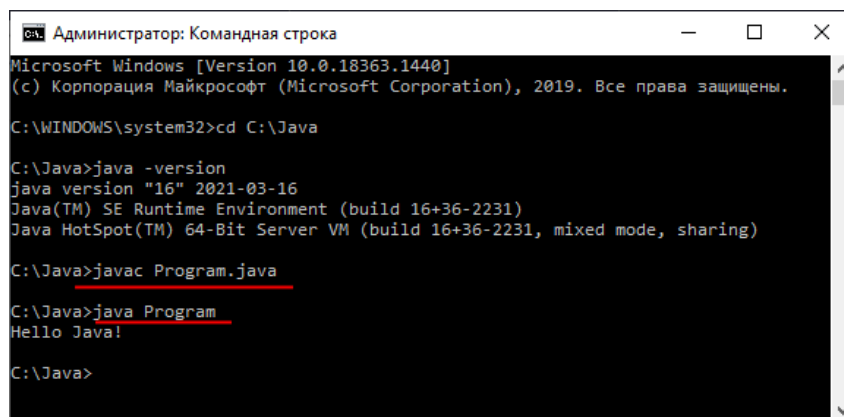 Администратор: Командная строка
Microsoft Windows [Version 10.0.18363.1440]
(c) Корпорация Майкрософт (Microsoft Corporation), 2019. Все права защищены.
C:\WINDOWS\system32>cd C:\Java
C:\Java>java -version
java version "16" 2021-03-16
Java(TM) SE Runtime Environment (build 16+36-2231)
Java HotSpot(TM) 64-Bit Server VM (build 16+36-2231, mixed mode, sharing)
C:\Java>javac Program.java
C:\Java>java Program
Hello Java!
C:\Java>